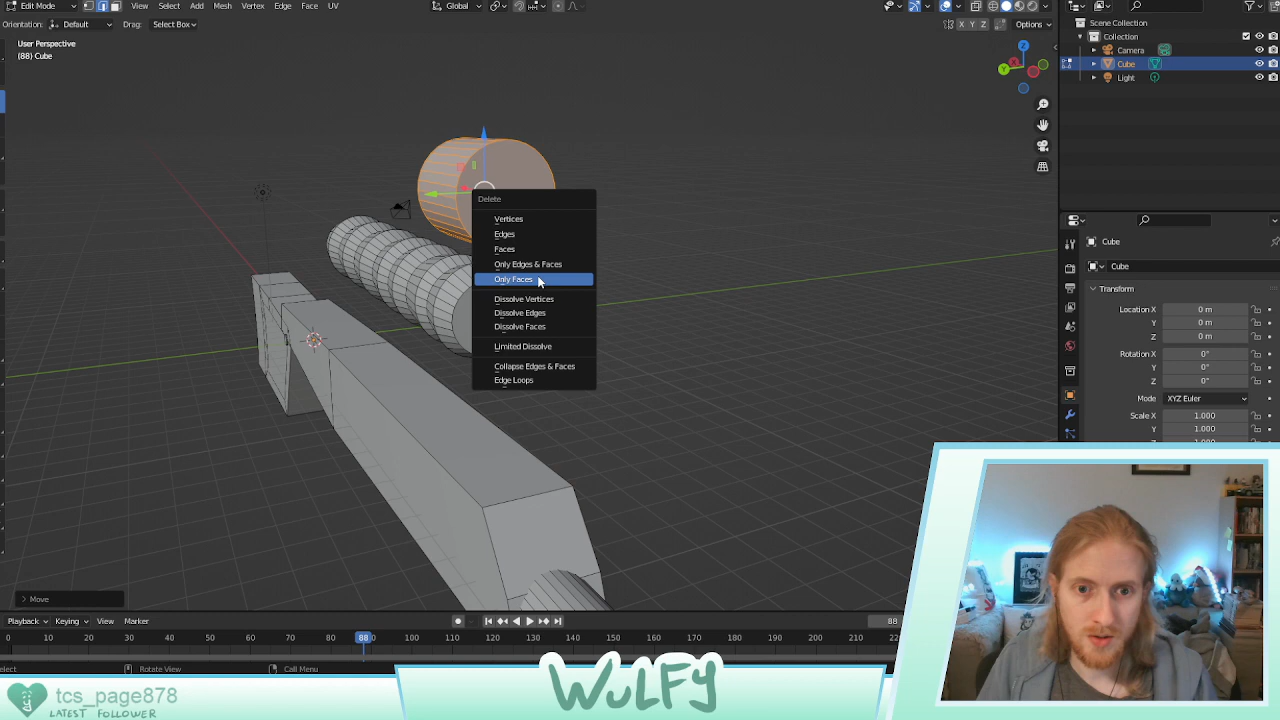 Edit Mode View Select Add Mesh Vertex Edge Face UV Global
Orientation: Default Drag: Select Box X Y Z Options
User Perspective
(88) Cube
Scene Collection
Collection
Camera
Cube
Light
Delete
Vertices
Edges
Faces
Only Edges & Faces
Only Faces
Dissolve Vertices
Dissolve Edges
Dissolve Faces
Limited Dissolve
Collapse Edges & Faces
Edge Loops
Cube
Cube
Transform
Location X 0 m
Y 0 m
Z 0 m
Rotation X 0°
Y 0°
Z 0°
Mode XYZ Euler
Scale X 1.000
Y 1.000
Move
Playback Keying View Marker 88
0 10 20 30 40 50 60 70 88 100 110 120 130 140 150 160 170 180 190 200 210
Rotate View Call Menu
tcs_page878
LATEST FOLLOWER
WULFY